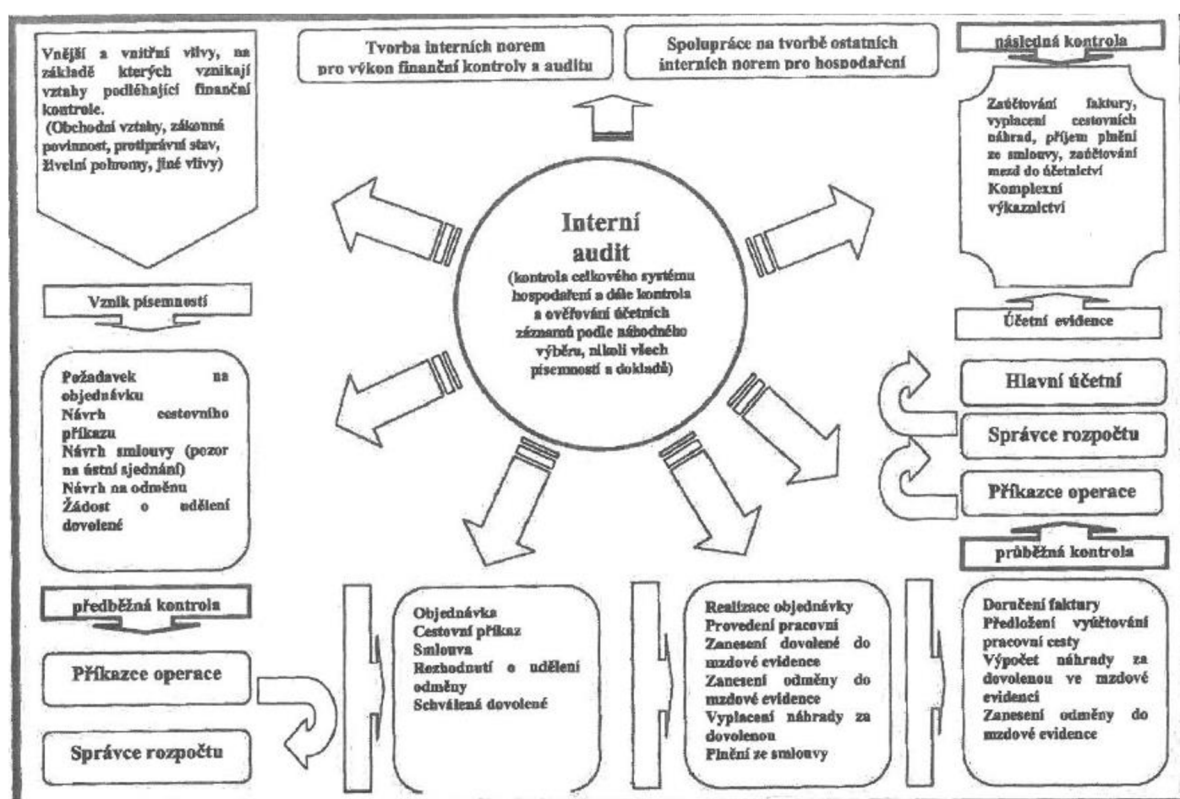 Vnější a vnitřní vlivy, na
základě kterých vznikají
vztahy podléhající finanční
kontrole.
(Obchodní vztahy, zákonná
povinnost, protiprávní stav,
živelní pohromy, jiné vlivy)
Vznik písemností
Požadavek na
objednávku
Návrh cestovního
příkazu
Návrh smlouvy (pozor
na ústní sjednání)
Návrh na odměnu
Žádost o udělení
dovolené
předběžná kontrola
Příkazce operace
Správce rozpočtu
Tvorba interních norem
pro výkon finanční kontroly a auditu
Spolupráce na tvorbě ostatních
interních norem pro hospodaření
Interní
audit
(kontrola celkového systému
hospodaření a dále kontrola
a ověřování účetních
záznamů podle náhodného
výběru, nikoli všech
písemností a dokladů)
Objednávka
Cestovní příkaz
Smlouva
Rozhodnutí o udělení
odměny
Schválená dovolené
Realizace objednávky
Provedení pracovní
Zanesení dovolené do
mzdové evidence
Zanesení odměny do
mzdové evidence
Vyplacení náhrady za
dovolenou
Plnění ze smlouvy
Doručení faktury
Předložení vyúčtování
pracovní cesty
Výpočet náhrady za
dovolenou ve mzdové
evidenci
Zanesení odměny do
mzdové evidence
průběžná kontrola
Příkazce operace
Správce rozpočtu
Hlavní účetní
Účetní evidence
Zaúčtování faktury,
vyplacení cestovních
náhrad, příjem plnění
ze smlouvy, zaúčtování
mezd do účetnictví
Komplexní
výkaznictví
následná kontrola